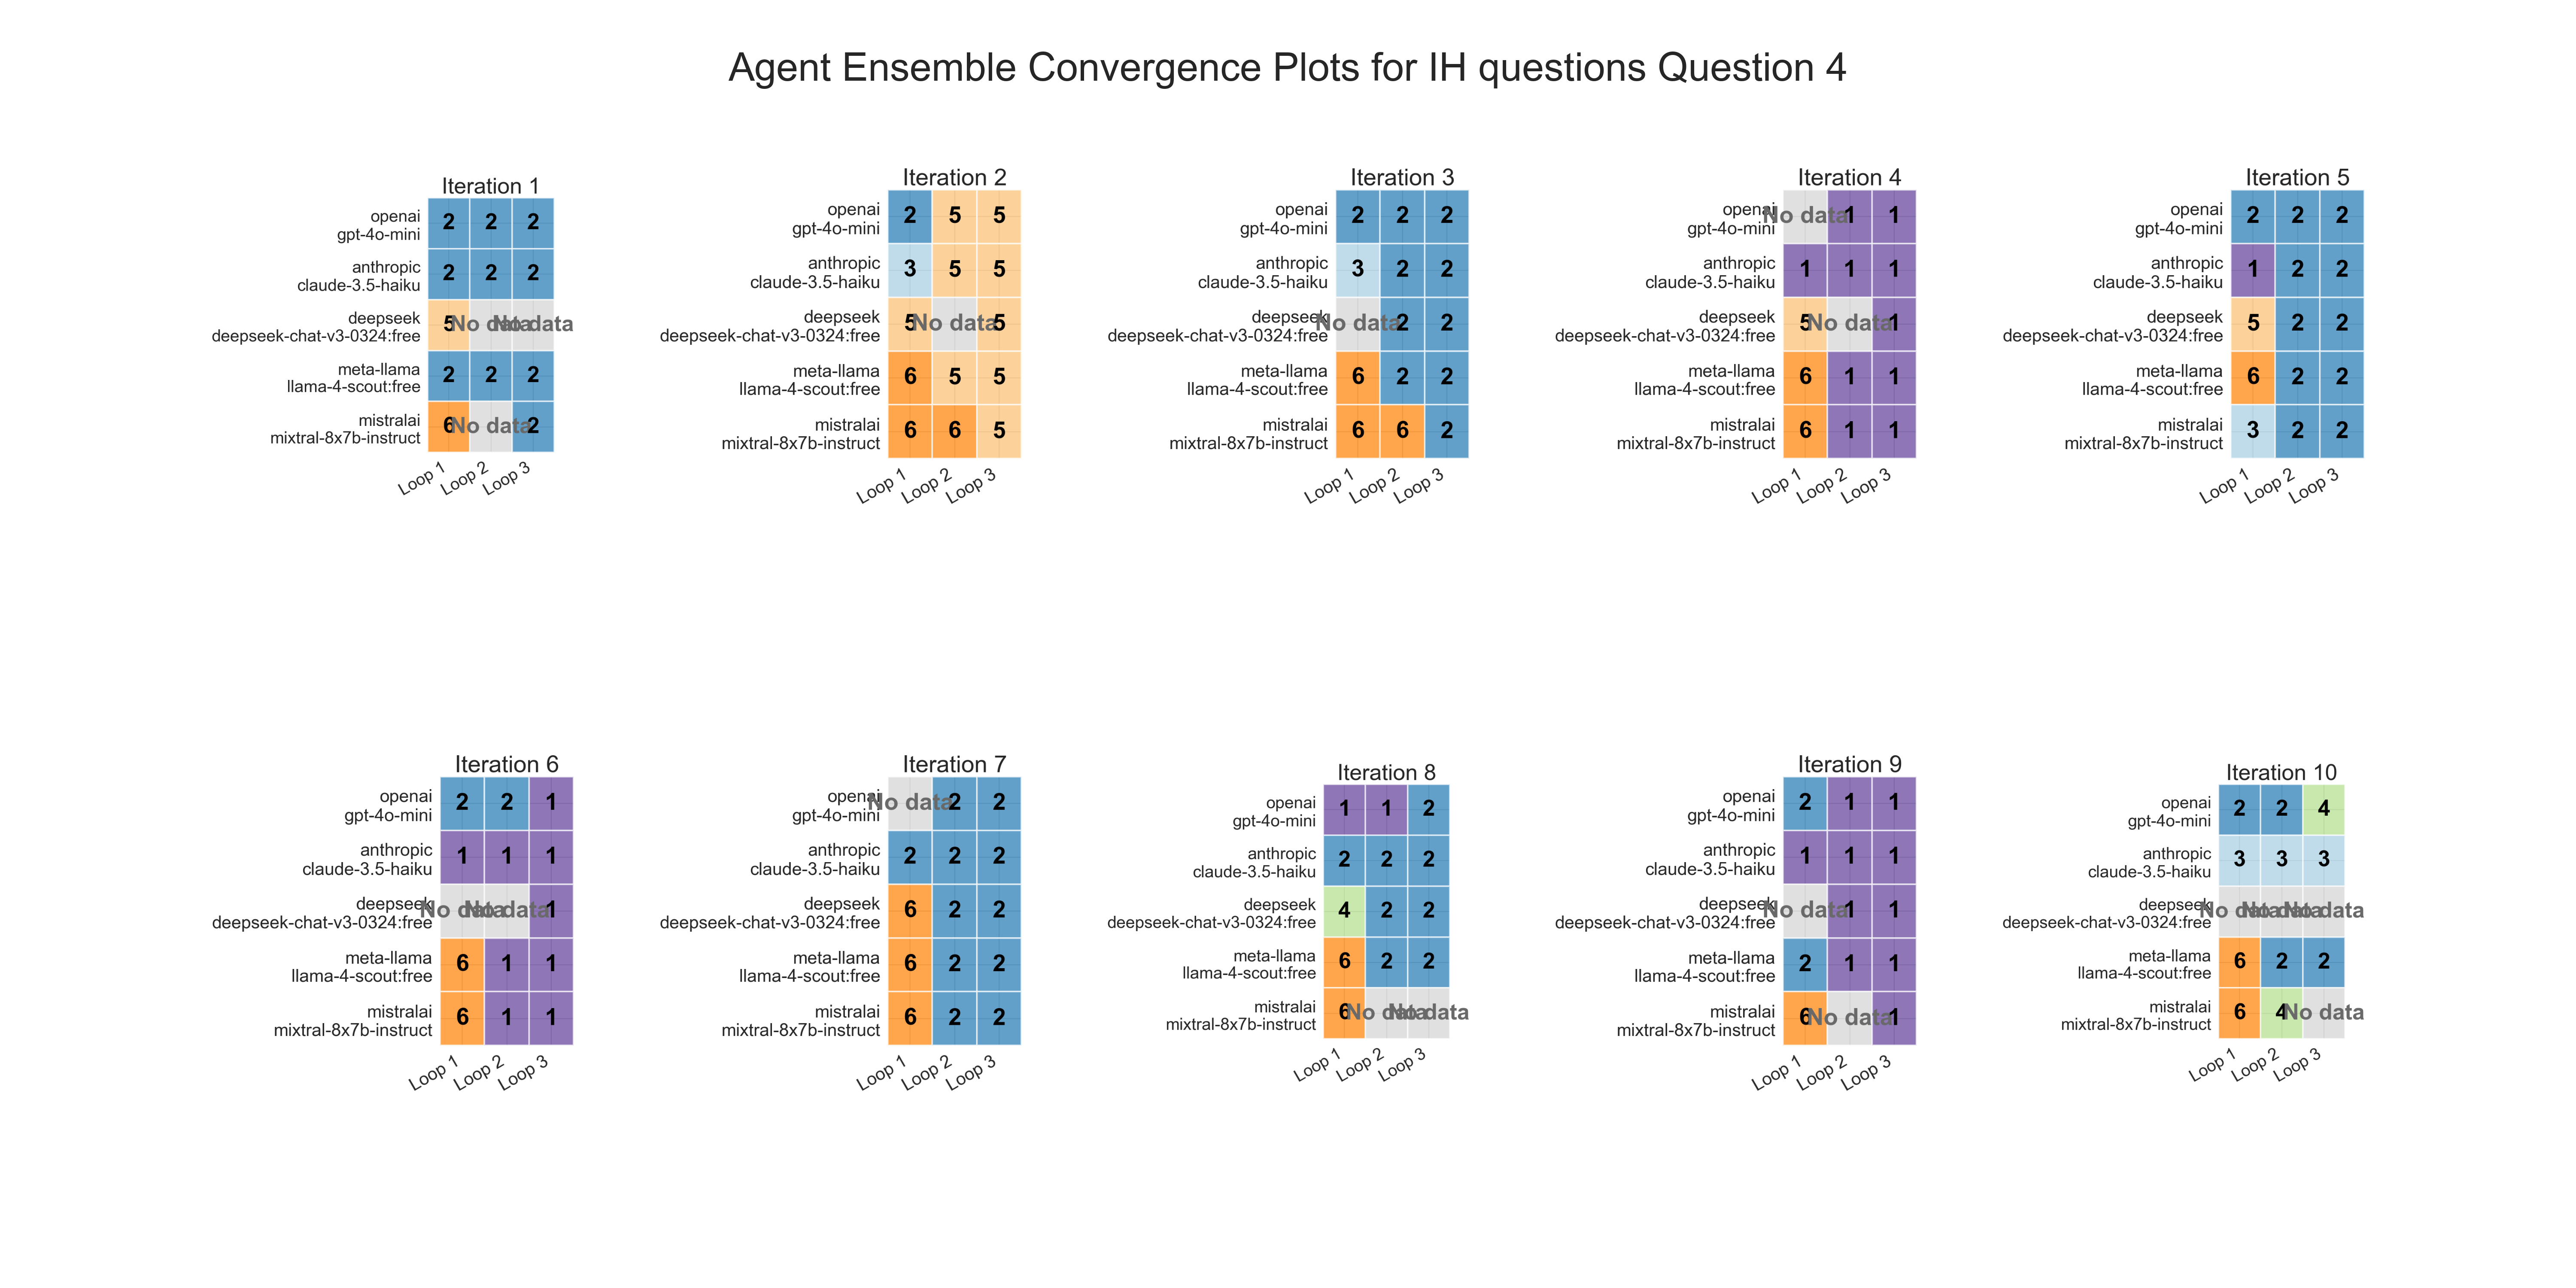 Agent Ensemble Convergence Plots for IH questions Question 4
Iteration 1
openai
gpt-4o-mini
2 2 2
anthropic
claude-3.5-haiku
2 2 2
deepseek
deepseek-chat-v3-0324:free
5 No data No data
meta-llama
llama-4-scout:free
2 2 2
mistralai
mixtral-8x7b-instruct
6 No data 2
Loop 1 Loop 2 Loop 3
Iteration 2
openai
gpt-4o-mini
2 5 5
anthropic
claude-3.5-haiku
3 5 5
deepseek
deepseek-chat-v3-0324:free
5 No data 5
meta-llama
llama-4-scout:free
6 5 5
mistralai
mixtral-8x7b-instruct
6 6 5
Loop 1 Loop 2 Loop 3
Iteration 3
openai
gpt-4o-mini
2 2 2
anthropic
claude-3.5-haiku
3 2 2
deepseek
deepseek-chat-v3-0324:free
No data 2 2
meta-llama
llama-4-scout:free
6 2 2
mistralai
mixtral-8x7b-instruct
6 6 2
Loop 1 Loop 2 Loop 3
Iteration 4
openai
gpt-4o-mini
No data 1 1
anthropic
claude-3.5-haiku
1 1 1
deepseek
deepseek-chat-v3-0324:free
5 No data 1
meta-llama
llama-4-scout:free
6 1 1
mistralai
mixtral-8x7b-instruct
6 1 1
Loop 1 Loop 2 Loop 3
Iteration 5
openai
gpt-4o-mini
2 2 2
anthropic
claude-3.5-haiku
1 2 2
deepseek
deepseek-chat-v3-0324:free
5 2 2
meta-llama
llama-4-scout:free
6 2 2
mistralai
mixtral-8x7b-instruct
3 2 2
Loop 1 Loop 2 Loop 3
Iteration 6
openai
gpt-4o-mini
2 2 1
anthropic
claude-3.5-haiku
1 1 1
deepseek
deepseek-chat-v3-0324:free
No data No data 1
meta-llama
llama-4-scout:free
6 1 1
mistralai
mixtral-8x7b-instruct
6 1 1
Loop 1 Loop 2 Loop 3
Iteration 7
openai
gpt-4o-mini
No data 2 2
anthropic
claude-3.5-haiku
2 2 2
deepseek
deepseek-chat-v3-0324:free
6 2 2
meta-llama
llama-4-scout:free
6 2 2
mistralai
mixtral-8x7b-instruct
6 2 2
Loop 1 Loop 2 Loop 3
Iteration 8
openai
gpt-4o-mini
1 1 2
anthropic
claude-3.5-haiku
2 2 2
deepseek
deepseek-chat-v3-0324:free
4 2 2
meta-llama
llama-4-scout:free
6 2 2
mistralai
mixtral-8x7b-instruct
6 No data No data
Loop 1 Loop 2 Loop 3
Iteration 9
openai
gpt-4o-mini
2 1 1
anthropic
claude-3.5-haiku
1 1 1
deepseek
deepseek-chat-v3-0324:free
No data 1 1
meta-llama
llama-4-scout:free
2 1 1
mistralai
mixtral-8x7b-instruct
6 No data 1
Loop 1 Loop 2 Loop 3
Iteration 10
openai
gpt-4o-mini
2 2 4
anthropic
claude-3.5-haiku
3 3 3
deepseek
deepseek-chat-v3-0324:free
No data No data No data
meta-llama
llama-4-scout:free
6 2 2
mistralai
mixtral-8x7b-instruct
6 4 No data
Loop 1 Loop 2 Loop 3